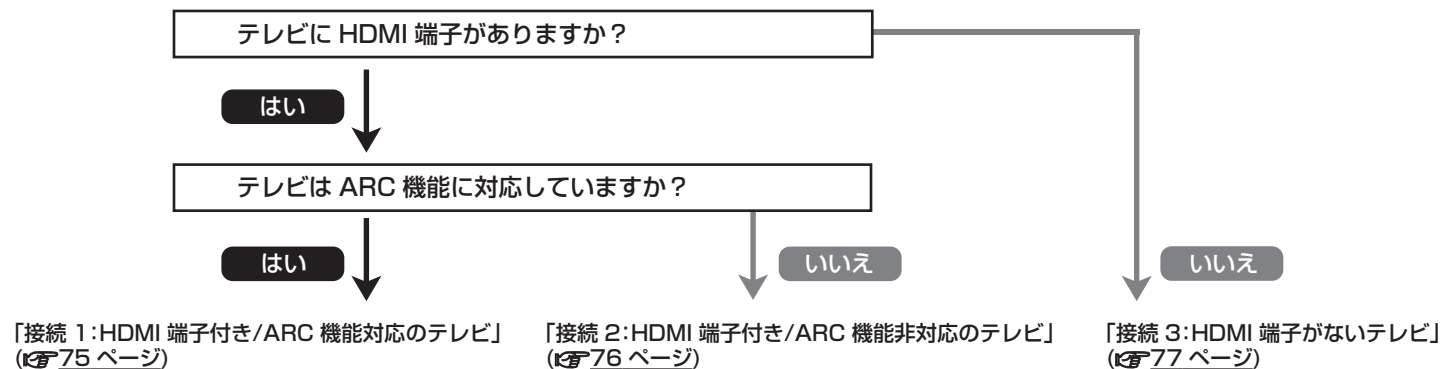 テレビに HDMI 端子がありますか？
はい
テレビは ARC 機能に対応していますか？
はい
いいえ
いいえ
「接続 1：HDMI 端子付き/ARC 機能対応のテレビ」
(☞75 ページ)
「接続 2：HDMI 端子付き/ARC 機能非対応のテレビ」
(☞76 ページ)
「接続 3：HDMI 端子がないテレビ」
(☞77 ページ)